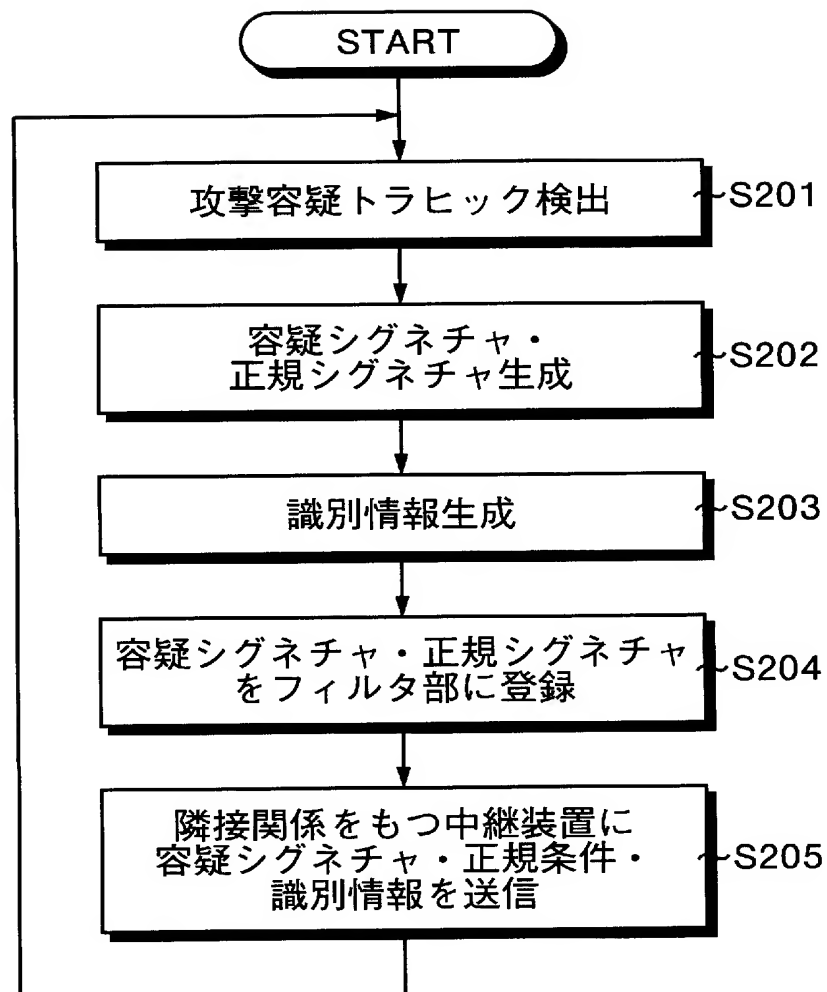 START
攻撃容疑トラヒック検出
S201
容疑シグネチャ・
正規シグネチャ生成
S202
識別情報生成
S203
容疑シグネチャ・正規シグネチャ
をフィルタ部に登録
S204
隣接関係をもつ中継装置に
容疑シグネチャ・正規条件・
識別情報を送信
S205